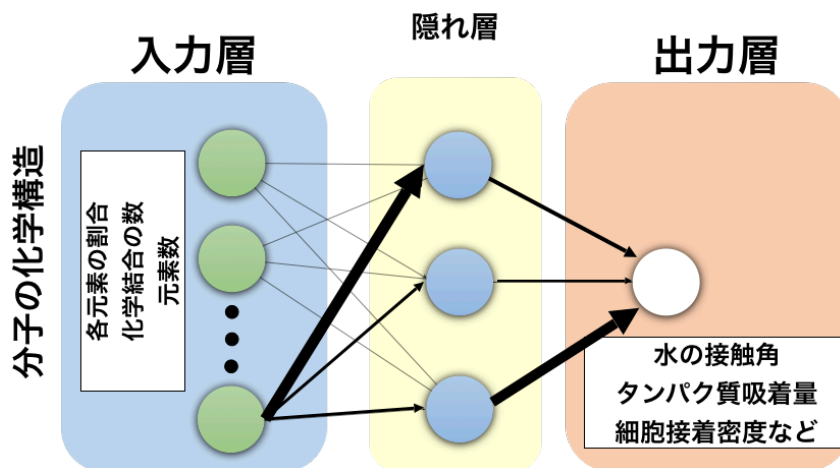 入力層
隠れ層
出力層
分子の化学構造
各元素の割合
化学結合の数
元素数
水の接触角
タンパク質吸着量
細胞接着密度など